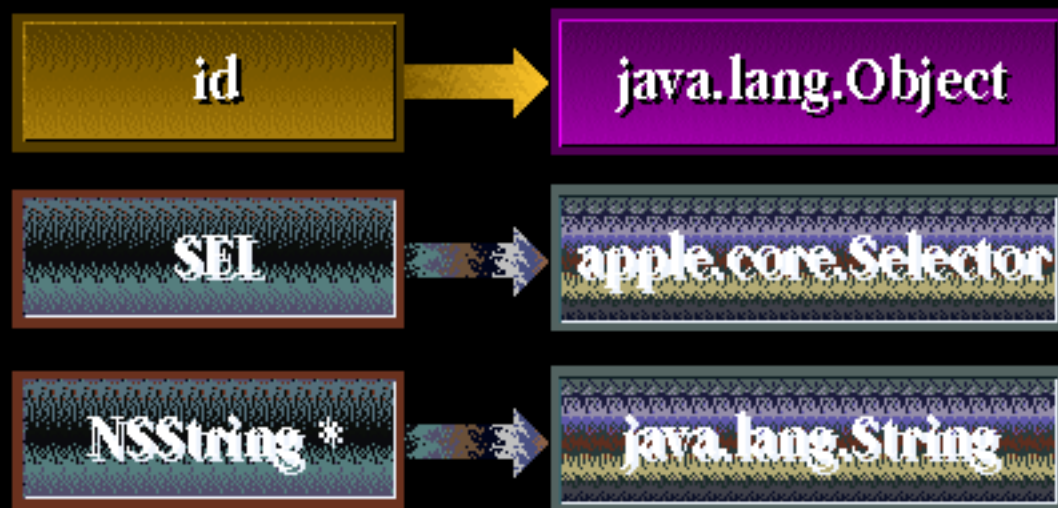 id java.lang.Object
SEL apple.core.Selector
NSString * java.lang.String